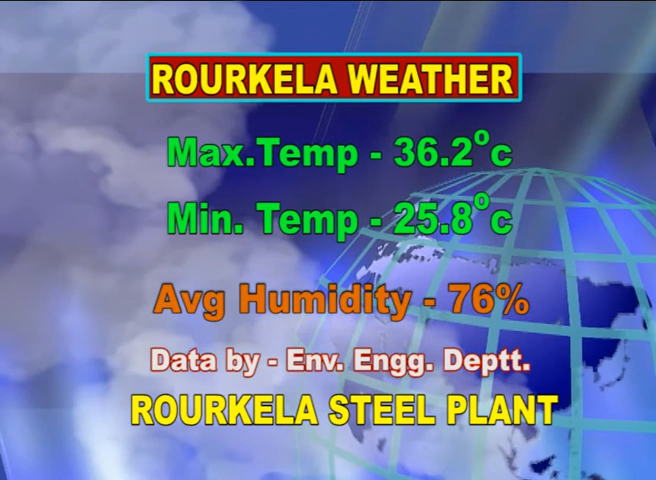 ROURKELA WEATHER
Max.Temp - 36.2°c
Min. Temp - 25.8°c
Avg Humidity - 76%
Data by - Env. Engg. Deptt.
ROURKELA STEEL PLANT